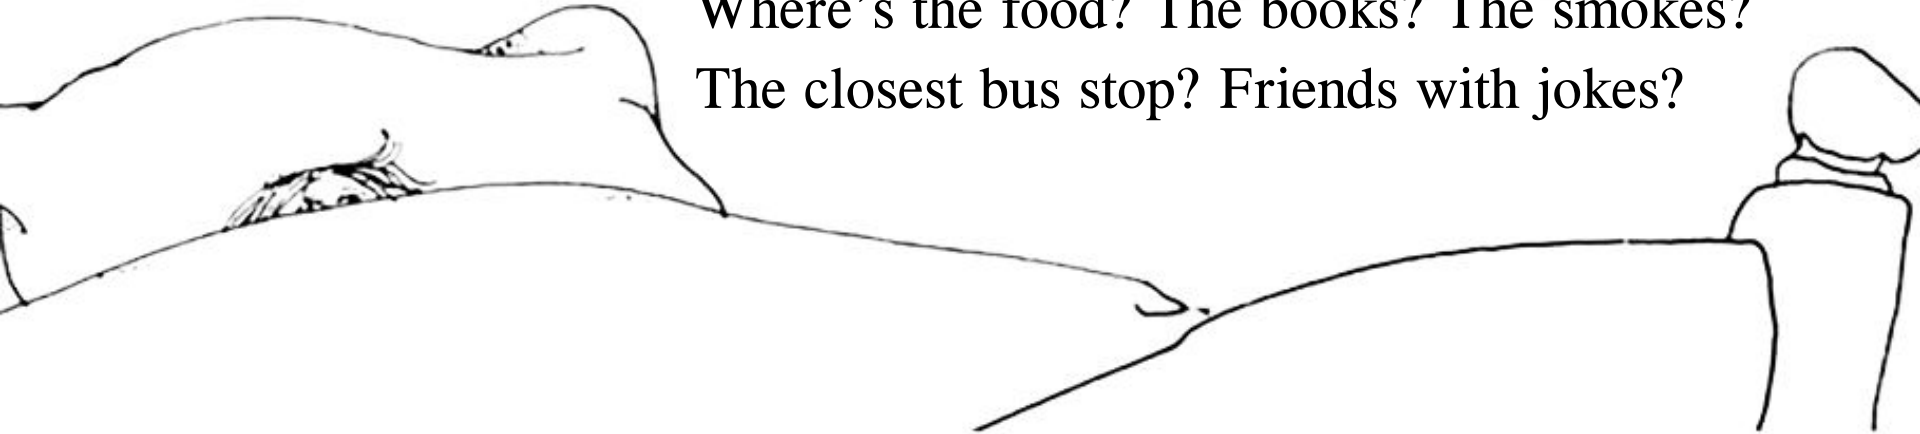 Where's the food? The books? The smokes?
The closest bus stop? Friends with jokes?